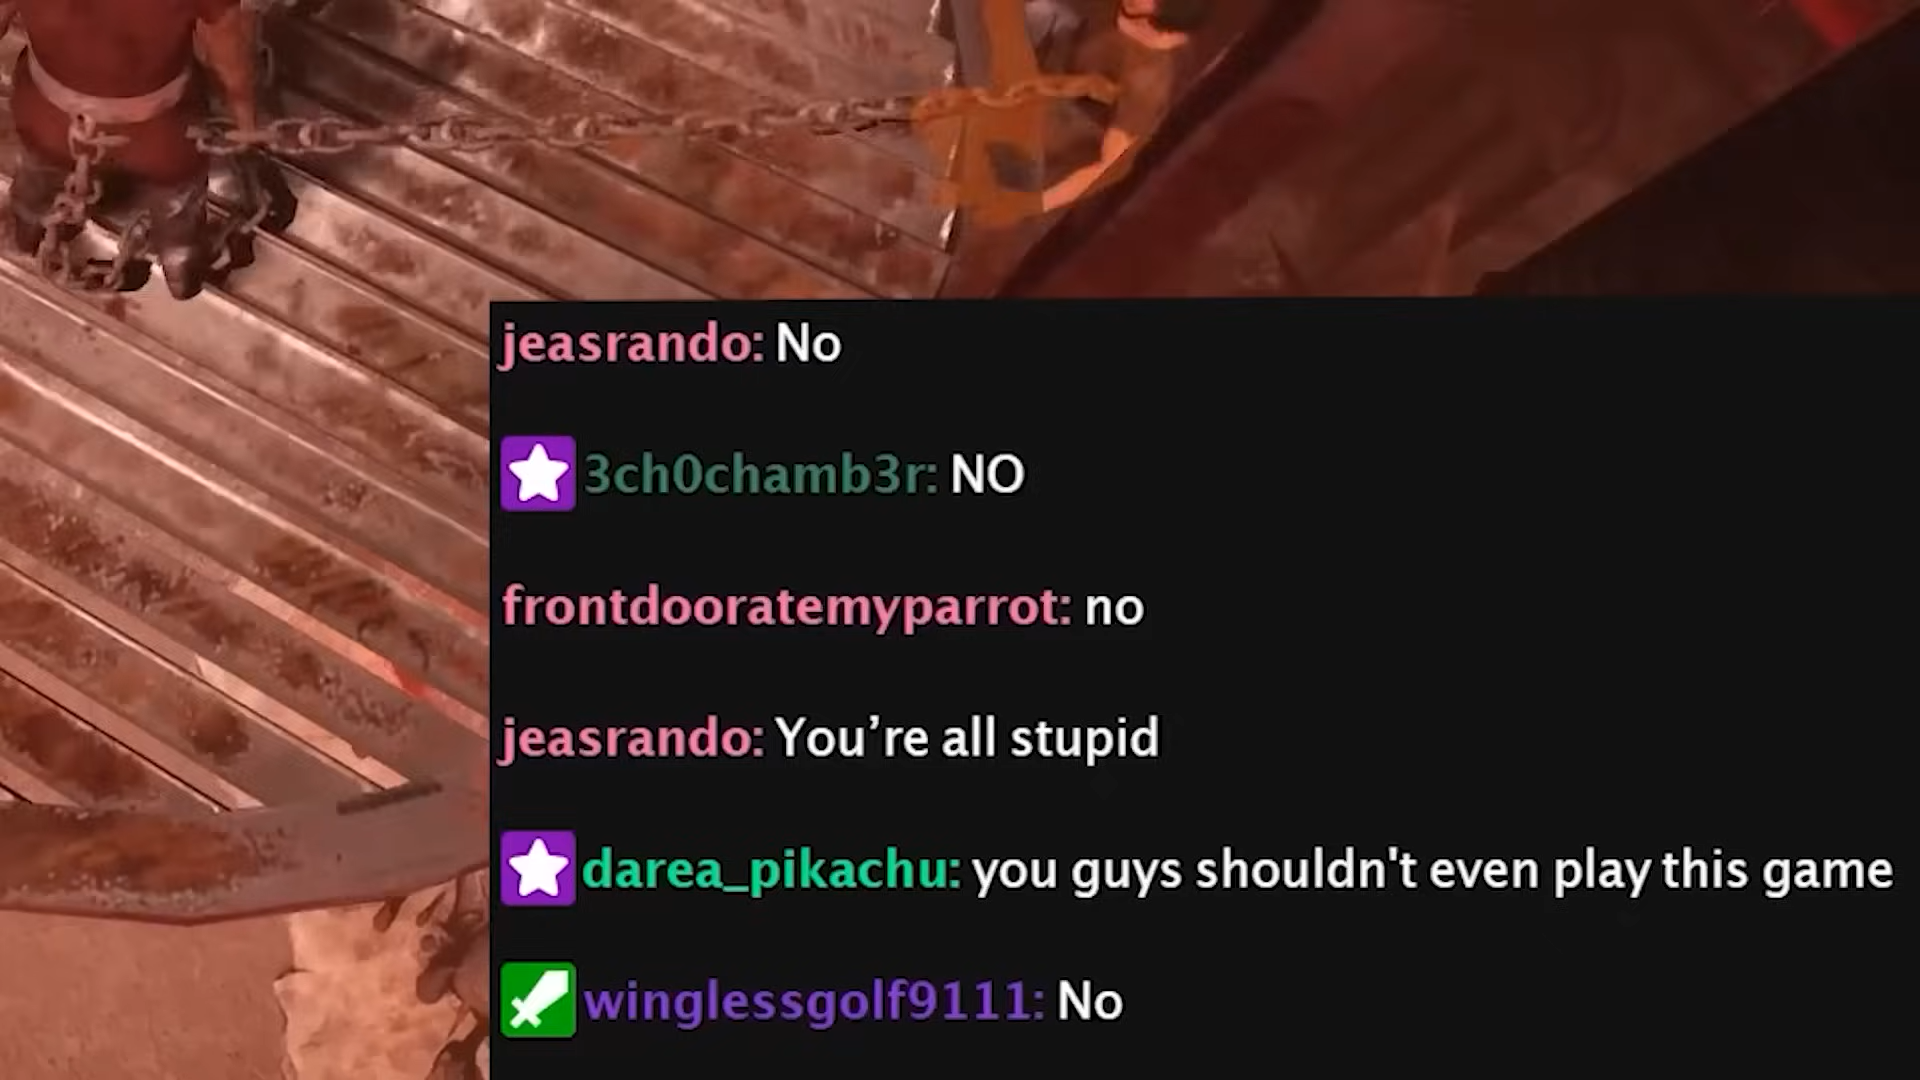 jeasrando: No
3ch0chamb3r: NO
frontdooratemyparrot: no
jeasrando: You’re all stupid
darea_pikachu: you guys shouldn't even play this game
winglessgolf9111: No